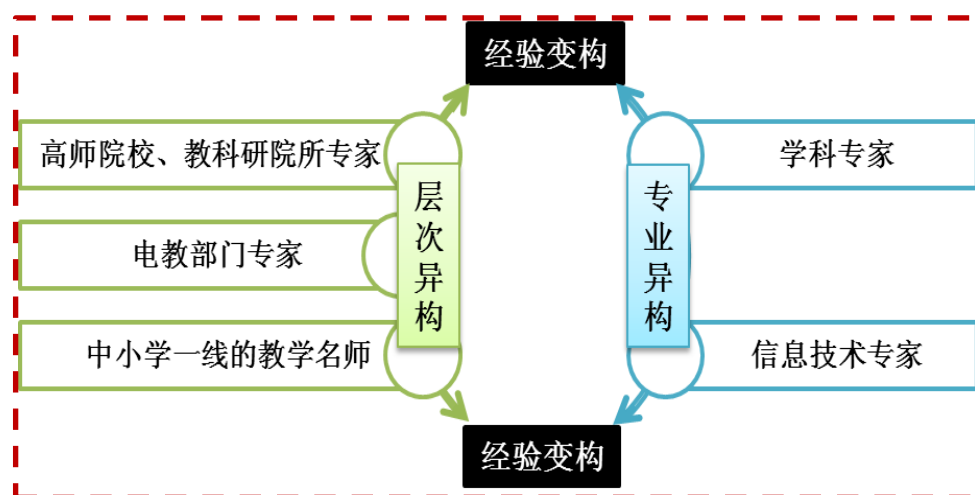 经验变构
高师院校、教科研院所专家
学科专家
层次异构
专业异构
电教部门专家
中小学一线的教学名师
信息技术专家
经验变构